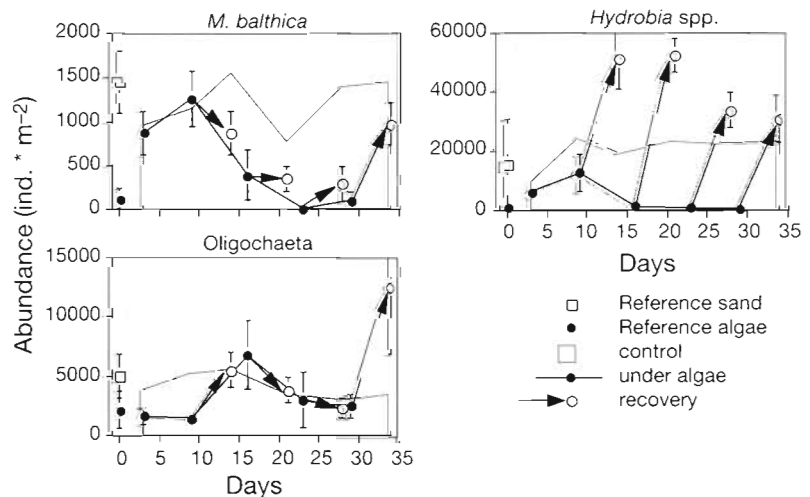 M. balthica
Hydrobia spp.
Abundance (ind. * m−2)
2000
1500
1000
500
0
60000
40000
20000
0
0 5 10 15 20 25 30 35
Days
Oligochaeta
15000
10000
5000
0
0 5 10 15 20 25 30 35
Days
Reference sand
Reference algae
control
under algae
recovery